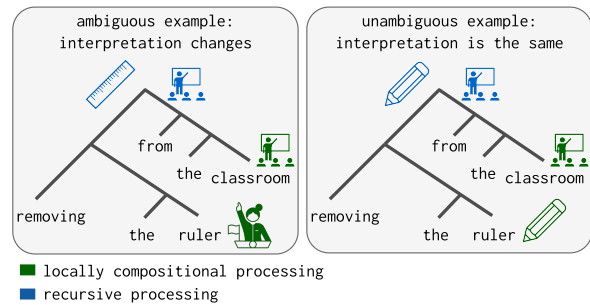 ambiguous example:
interpretation changes
from
the
classroom
removing
the
ruler
unambiguous example:
interpretation is the same
from
the
classroom
removing
the
ruler
locally compositional processing
recursive processing